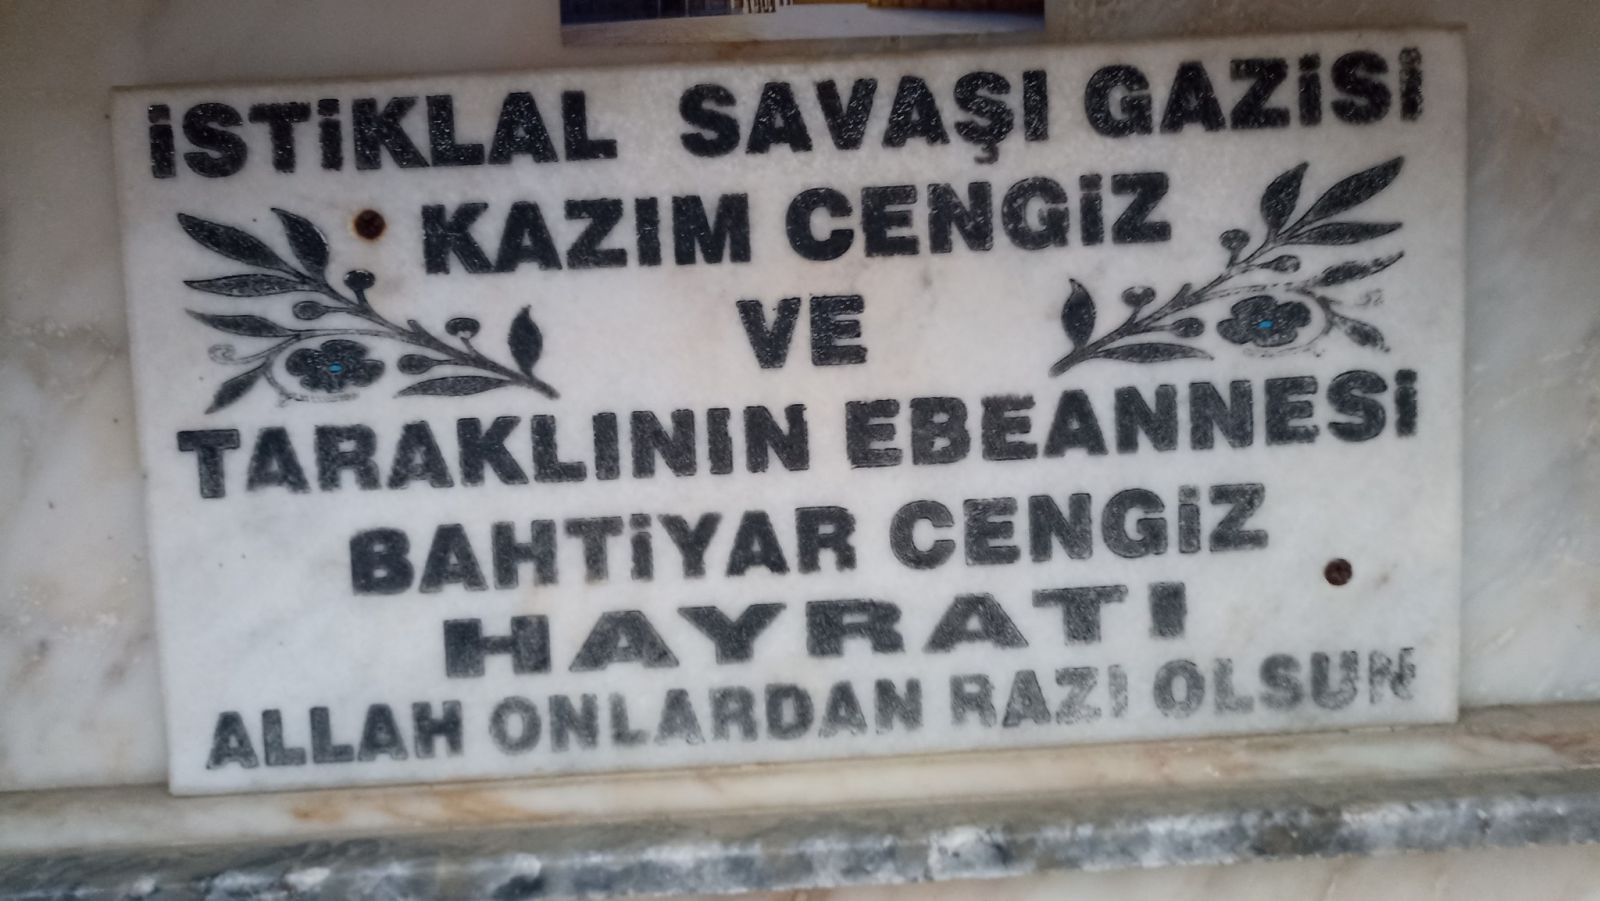 İSTİKLAL SAVAŞI GAZİSİ
KAZIM CENGİZ
VE
TARAKLININ EBEANNESİ
BAHTİYAR CENGİZ
HAYRATI
ALLAH ONLARDAN RAZI OLSUN